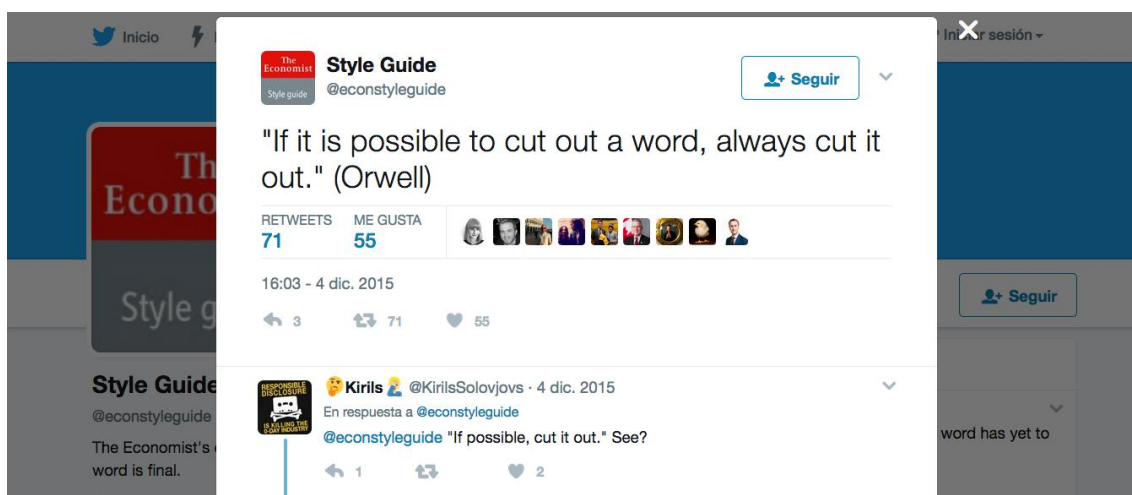 Inicio
Iniciar sesión
The
Economist
Style guide
Style Guide
@econstyleguide
Seguir
"If it is possible to cut out a word, always cut it
out." (Orwell)
RETWEETS ME GUSTA
71 55
16:03 - 4 dic. 2015
3 71 55
Th
Econo
Style g
Seguir
Style Guide
@econstyleguide
The Economist's
word is final.
RESPONSIBLE
DISCLOSURE
IS KILLING THE
0-DAY INDUSTRY
Kirils @KirilsSolovjovs · 4 dic. 2015
En respuesta a @econstyleguide
@econstyleguide "If possible, cut it out." See?
1 2
word has yet to